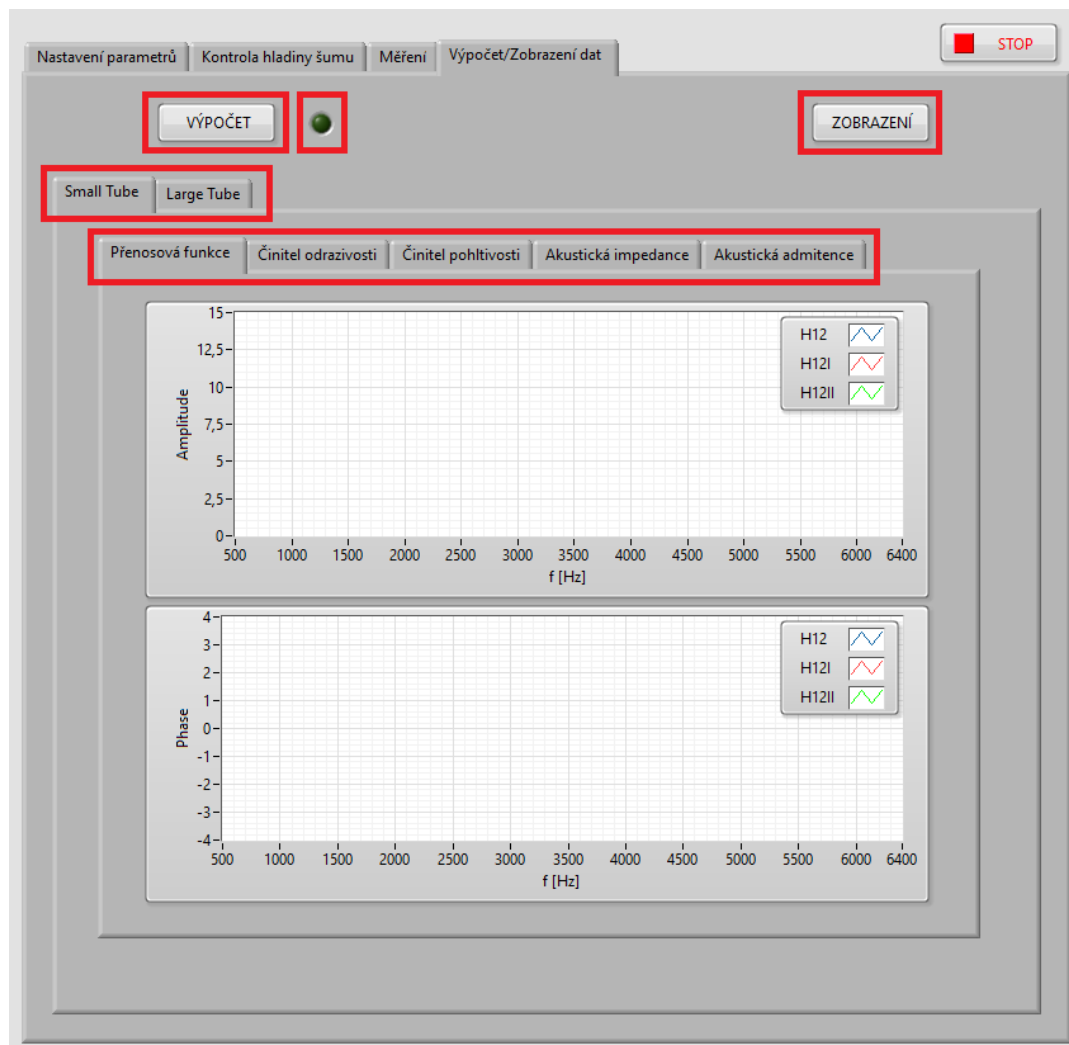 STOP
Nastavení parametrů Kontrola hladiny šumu Měření Výpočet/Zobrazení dat
VÝPOČET ZOBRAZENÍ
Small Tube Large Tube
Přenosová funkce Činitel odrazivosti Činitel pohltivosti Akustická impedance Akustická admitence
15
12,5
10
7,5
5
2,5
0
Amplitude
H12
H12I
H12II
500 1000 1500 2000 2500 3000 3500 4000 4500 5000 5500 6000 6400
f [Hz]
4
3
2
1
0
-1
-2
-3
-4
Phase
H12
H12I
H12II
500 1000 1500 2000 2500 3000 3500 4000 4500 5000 5500 6000 6400
f [Hz]